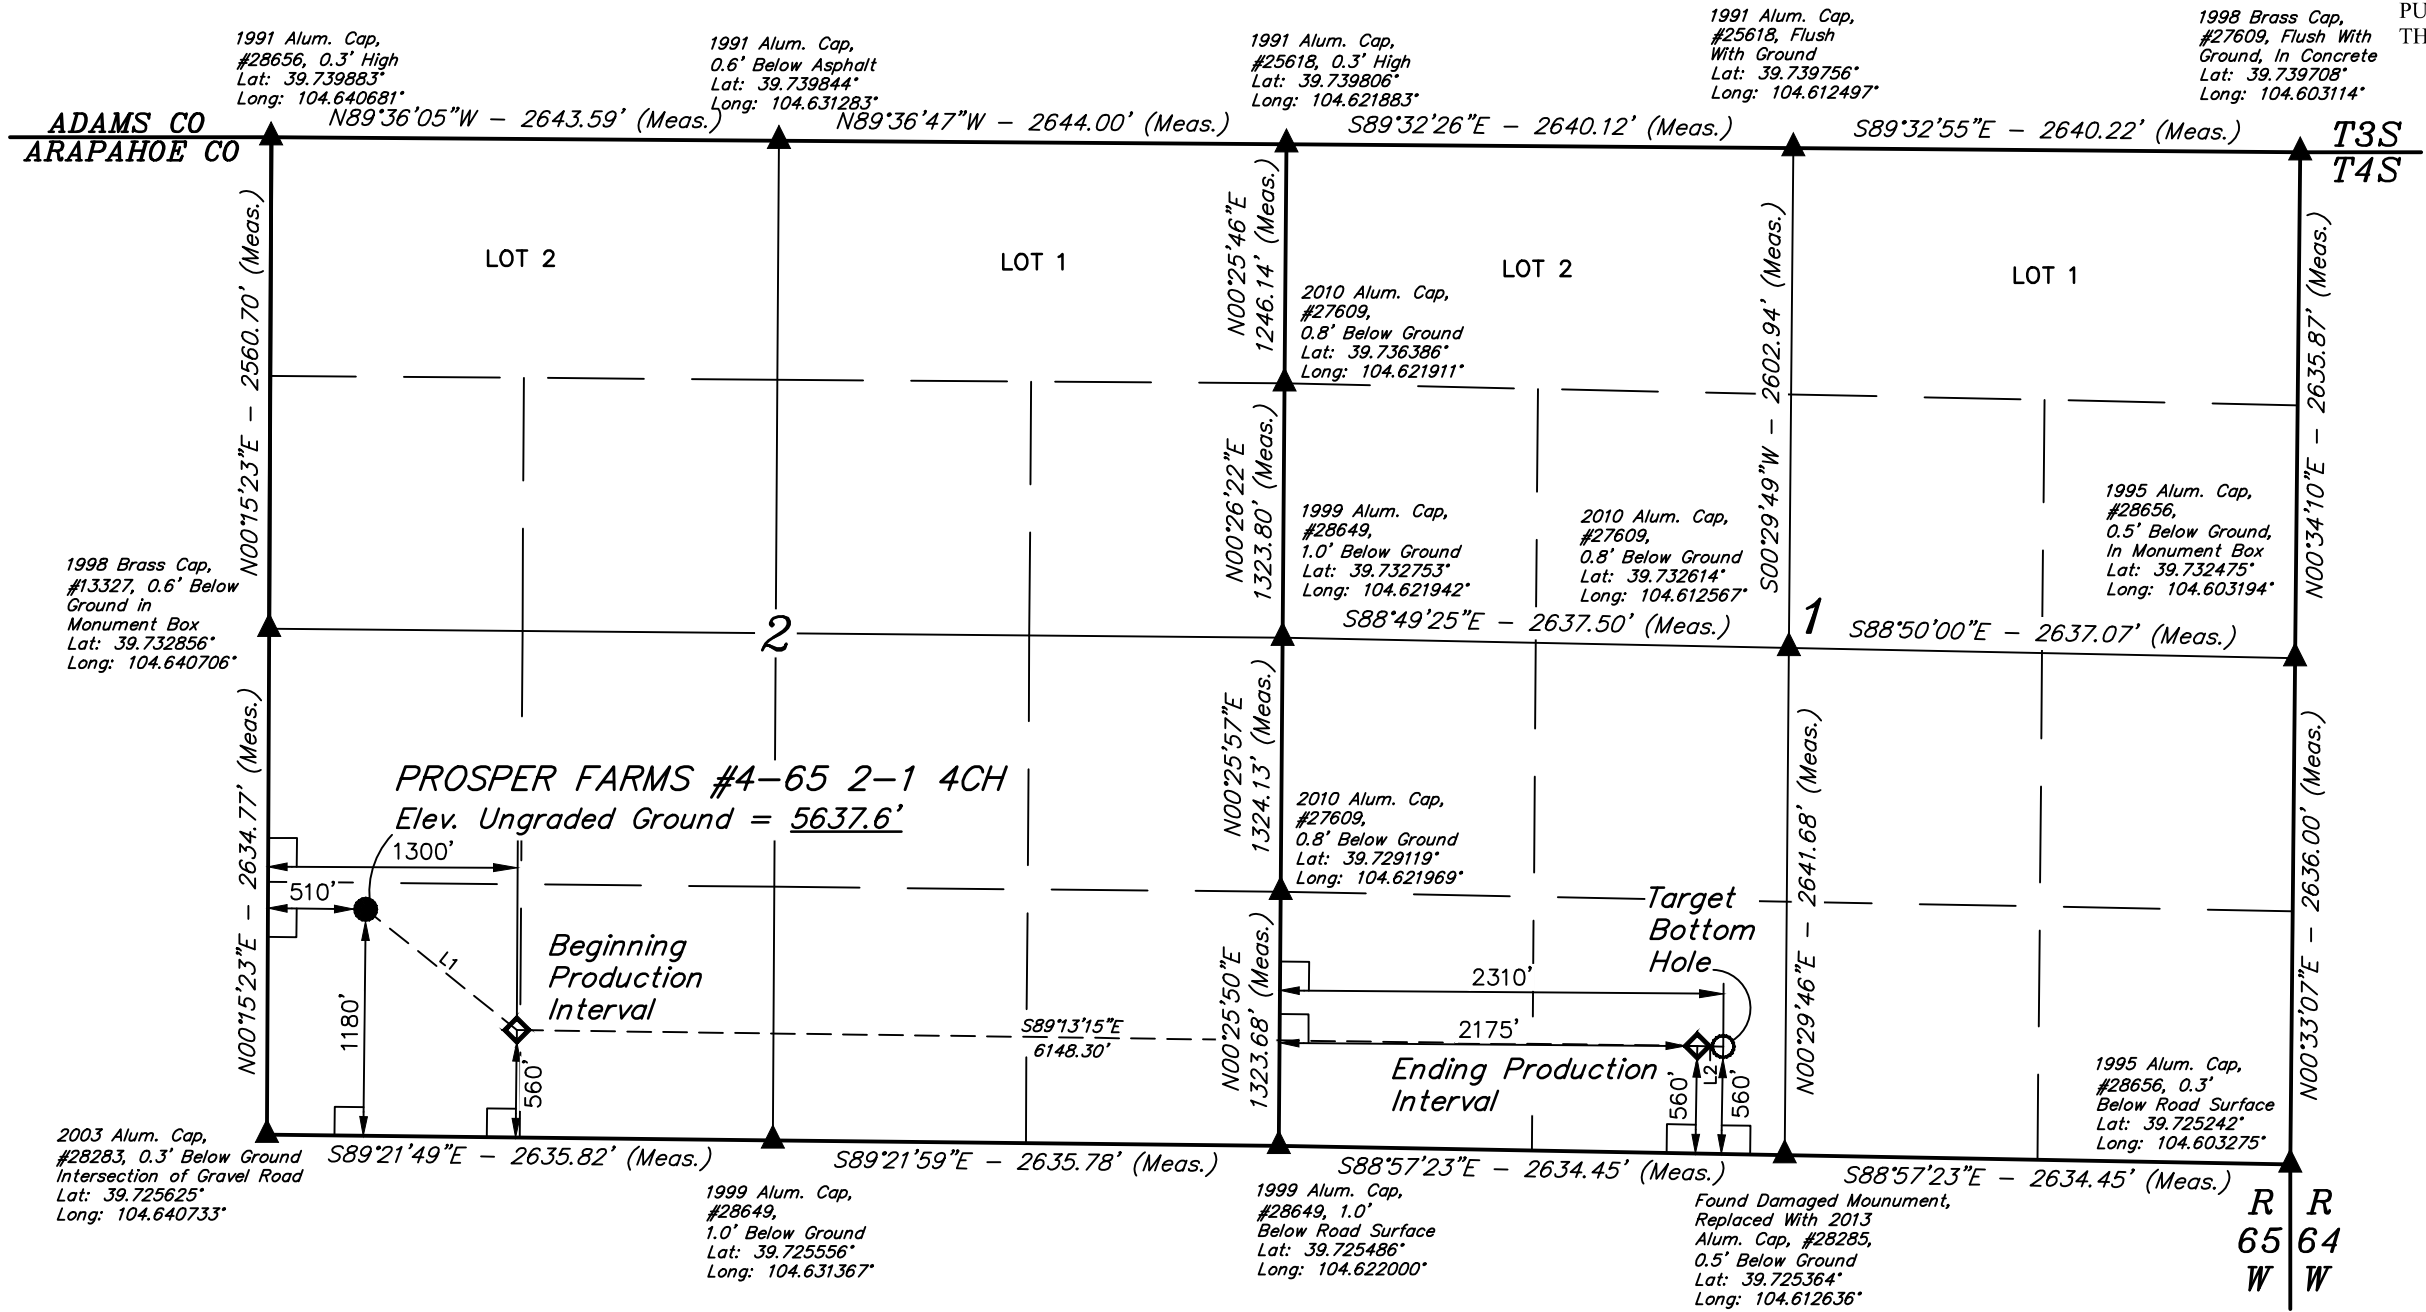 PU
TH
1991 Alum. Cap,
#28656, 0.3' High
Lat: 39.739883°
Long: 104.640681°
1991 Alum. Cap,
0.6' Below Asphalt
Lat: 39.739844°
Long: 104.631283°
1991 Alum. Cap,
#25618, 0.3' High
Lat: 39.739806°
Long: 104.621883°
1991 Alum. Cap,
#25618, Flush
With Ground
Lat: 39.739756°
Long: 104.612497°
1998 Brass Cap,
#27609, Flush With
Ground, In Concrete
Lat: 39.739708°
Long: 104.603114°
ADAMS CO
ARAPAHOE CO
N89°36'05"W - 2643.59' (Meas.)
N89°36'47"W - 2644.00' (Meas.)
S89°32'26"E - 2640.12' (Meas.)
S89°32'55"E - 2640.22' (Meas.)
T3S
T4S
LOT 2
LOT 1
LOT 2
LOT 1
N00°15'23"E - 2560.70' (Meas.)
N00°25'46"E
1246.14' (Meas.)
S00°29'49"W - 2602.94' (Meas.)
N00°34'10"E - 2635.87' (Meas.)
2010 Alum. Cap,
#27609,
0.8' Below Ground
Lat: 39.736386°
Long: 104.621911°
N00°26'22"E
1323.80' (Meas.)
1999 Alum. Cap,
#28649,
1.0' Below Ground
Lat: 39.732753°
Long: 104.621942°
2010 Alum. Cap,
#27609,
0.8' Below Ground
Lat: 39.732614°
Long: 104.612567°
1995 Alum. Cap,
#28656,
0.5' Below Ground,
In Monument Box
Lat: 39.732475°
Long: 104.603194°
1998 Brass Cap,
#13327, 0.6' Below
Ground in
Monument Box
Lat: 39.732856°
Long: 104.640706°
2
S88°49'25"E - 2637.50' (Meas.)
1
S88°50'00"E - 2637.07' (Meas.)
N00°15'23"E - 2634.77' (Meas.)
N00°25'57"E
1324.13' (Meas.)
N00°29'46"E - 2641.68' (Meas.)
N00°33'07"E - 2636.00' (Meas.)
PROSPER FARMS #4-65 2-1 4CH
Elev. Ungraded Ground = 5637.6'
1300'
510'
1180'
L1
Beginning
Production
Interval
560'
2010 Alum. Cap,
#27609,
0.8' Below Ground
Lat: 39.729119°
Long: 104.621969°
N00°25'50"E
1323.68' (Meas.)
S89°13'15"E
6148.30'
Target
Bottom
Hole
2310'
2175'
Ending Production
Interval
560'
L2
560'
1995 Alum. Cap,
#28656, 0.3'
Below Road Surface
Lat: 39.725242°
Long: 104.603275°
2003 Alum. Cap,
#28283, 0.3' Below Ground
Intersection of Gravel Road
Lat: 39.725625°
Long: 104.640733°
S89°21'49"E - 2635.82' (Meas.)
S89°21'59"E - 2635.78' (Meas.)
S88°57'23"E - 2634.45' (Meas.)
S88°57'23"E - 2634.45' (Meas.)
1999 Alum. Cap,
#28649,
1.0' Below Ground
Lat: 39.725556°
Long: 104.631367°
1999 Alum. Cap,
#28649, 1.0'
Below Road Surface
Lat: 39.725486°
Long: 104.622000°
Found Damaged Mounument,
Replaced With 2013
Alum. Cap, #28285,
0.5' Below Ground
Lat: 39.725364°
Long: 104.612636°
R R
65 64
W W